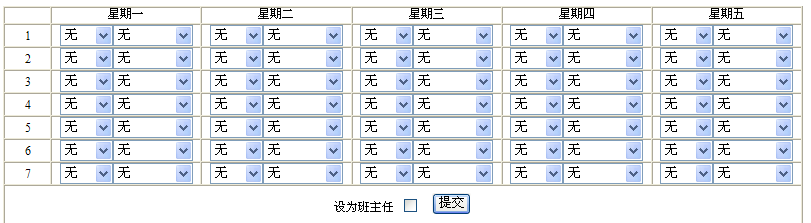 星期一 星期二 星期三 星期四 星期五
1 无 无 无 无 无 无 无 无 无 无
2 无 无 无 无 无 无 无 无 无 无
3 无 无 无 无 无 无 无 无 无 无
4 无 无 无 无 无 无 无 无 无 无
5 无 无 无 无 无 无 无 无 无 无
6 无 无 无 无 无 无 无 无 无 无
7 无 无 无 无 无 无 无 无 无 无
设为班主任 提交